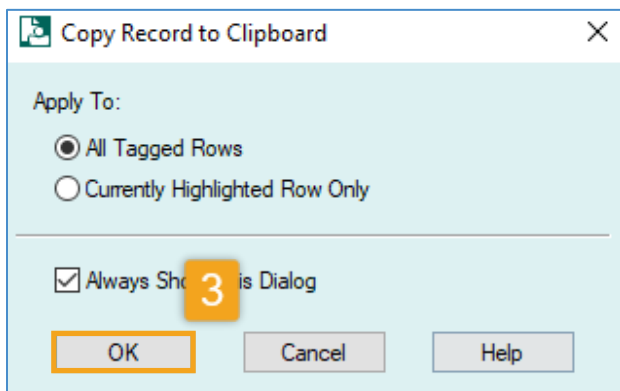 Copy Record to Clipboard
Apply To:
All Tagged Rows
Currently Highlighted Row Only
Always Sho 3 is Dialog
OK Cancel Help